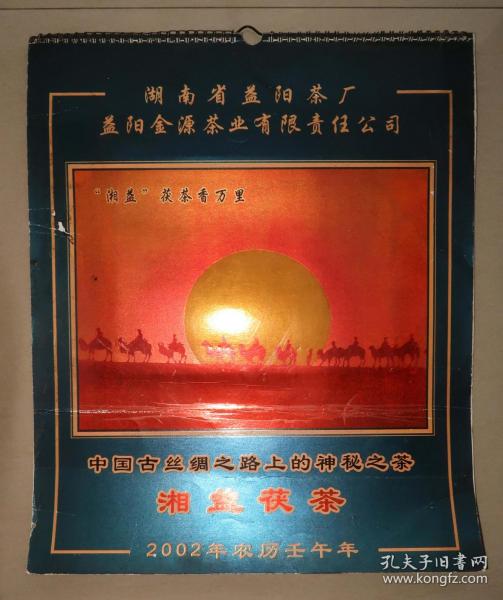 湖南省益阳茶厂
益阳金源茶业有限责任公司
“湘益”茯茶香万里
中国古丝绸之路上的神秘之茶
湘益茯茶
2002年农历壬午年
孔夫子旧书网
www.kongfz.com